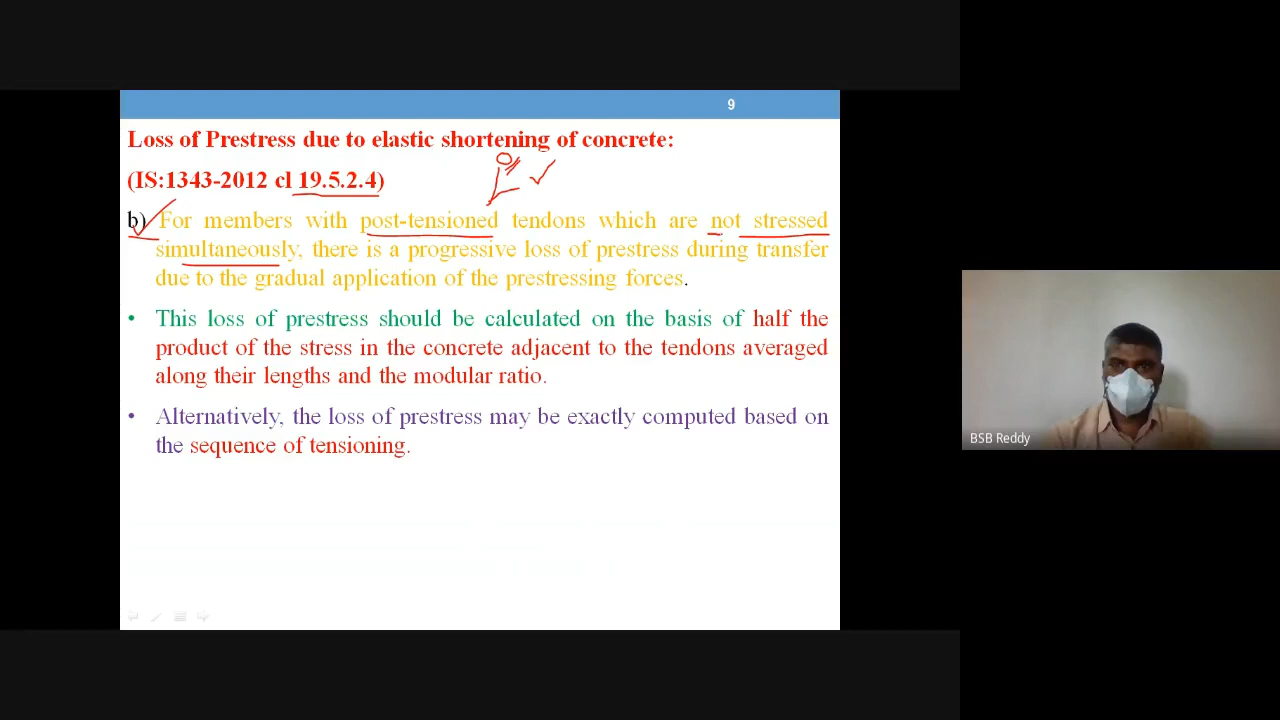 9
Loss of Prestress due to elastic shortening of concrete:
(IS:1343-2012 cl 19.5.2.4)
b) For members with post-tensioned tendons which are not stressed
simultaneously, there is a progressive loss of prestress during transfer
due to the gradual application of the prestressing forces.
• This loss of prestress should be calculated on the basis of half the
product of the stress in the concrete adjacent to the tendons averaged
along their lengths and the modular ratio.
• Alternatively, the loss of prestress may be exactly computed based on
the sequence of tensioning.
BSB Reddy